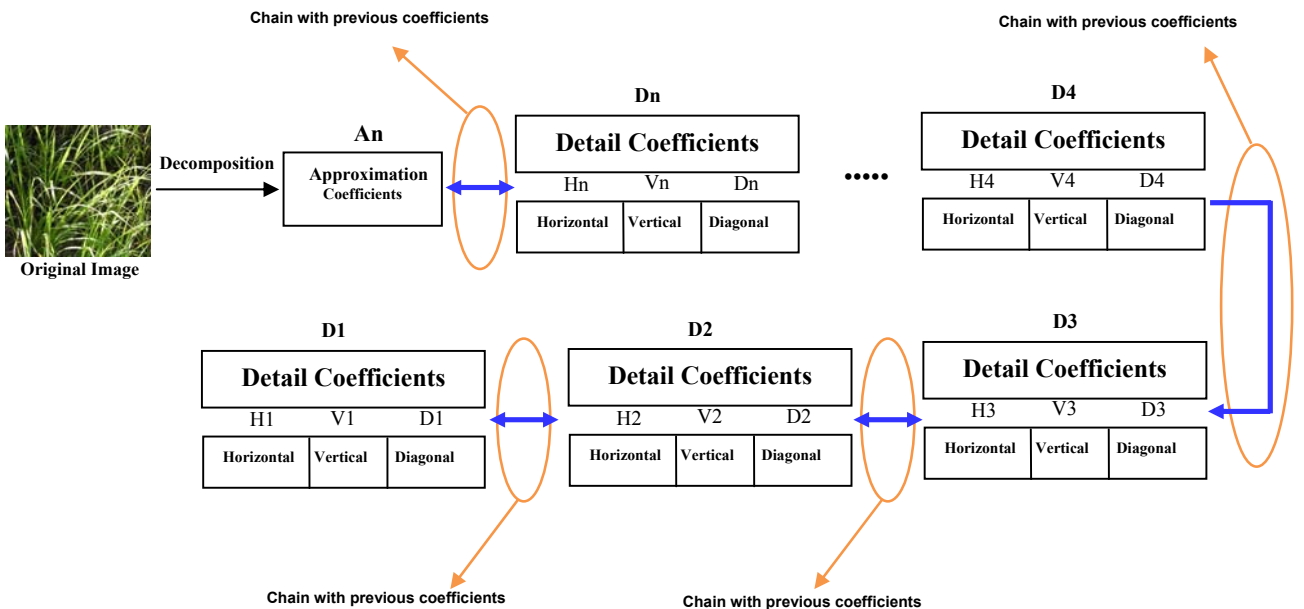 Chain with previous coefficients
Chain with previous coefficients
Dn
D4
An
Detail Coefficients
Detail Coefficients
Decomposition
Approximation
Coefficients
Hn Vn Dn
.....
H4 V4 D4
Horizontal Vertical Diagonal
Horizontal Vertical Diagonal
Original Image
D1
D2
D3
Detail Coefficients
Detail Coefficients
Detail Coefficients
H1 V1 D1
H2 V2 D2
H3 V3 D3
Horizontal Vertical Diagonal
Horizontal Vertical Diagonal
Horizontal Vertical Diagonal
Chain with previous coefficients
Chain with previous coefficients